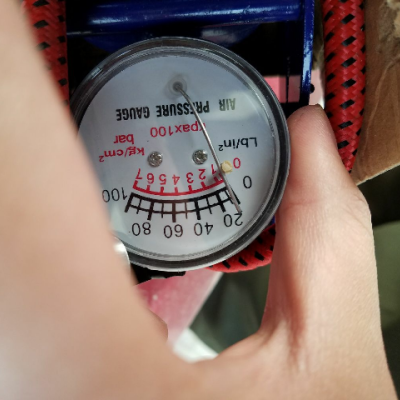 0 20 40 60 80 100
0 1 2 3 4 5 6 7
Lb/in²
kg/cm²
bar
kpax100
AIR PRESSURE GAUGE